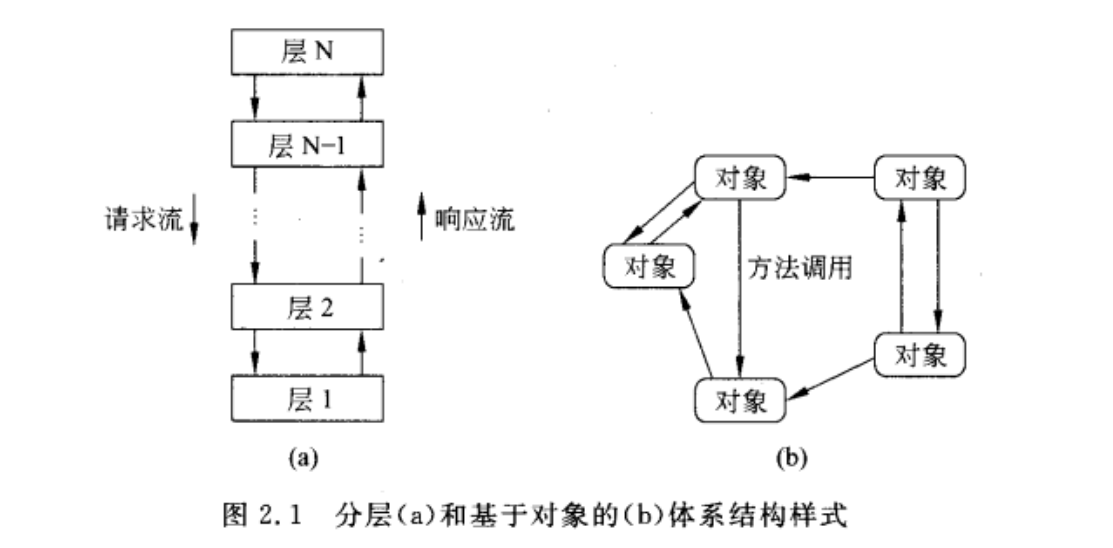 层 N
层 N-1
请求流
响应流
层 2
层 1
(a)
对象
对象
对象
方法调用
对象
对象
(b)
图 2.1 分层(a)和基于对象的(b)体系结构样式